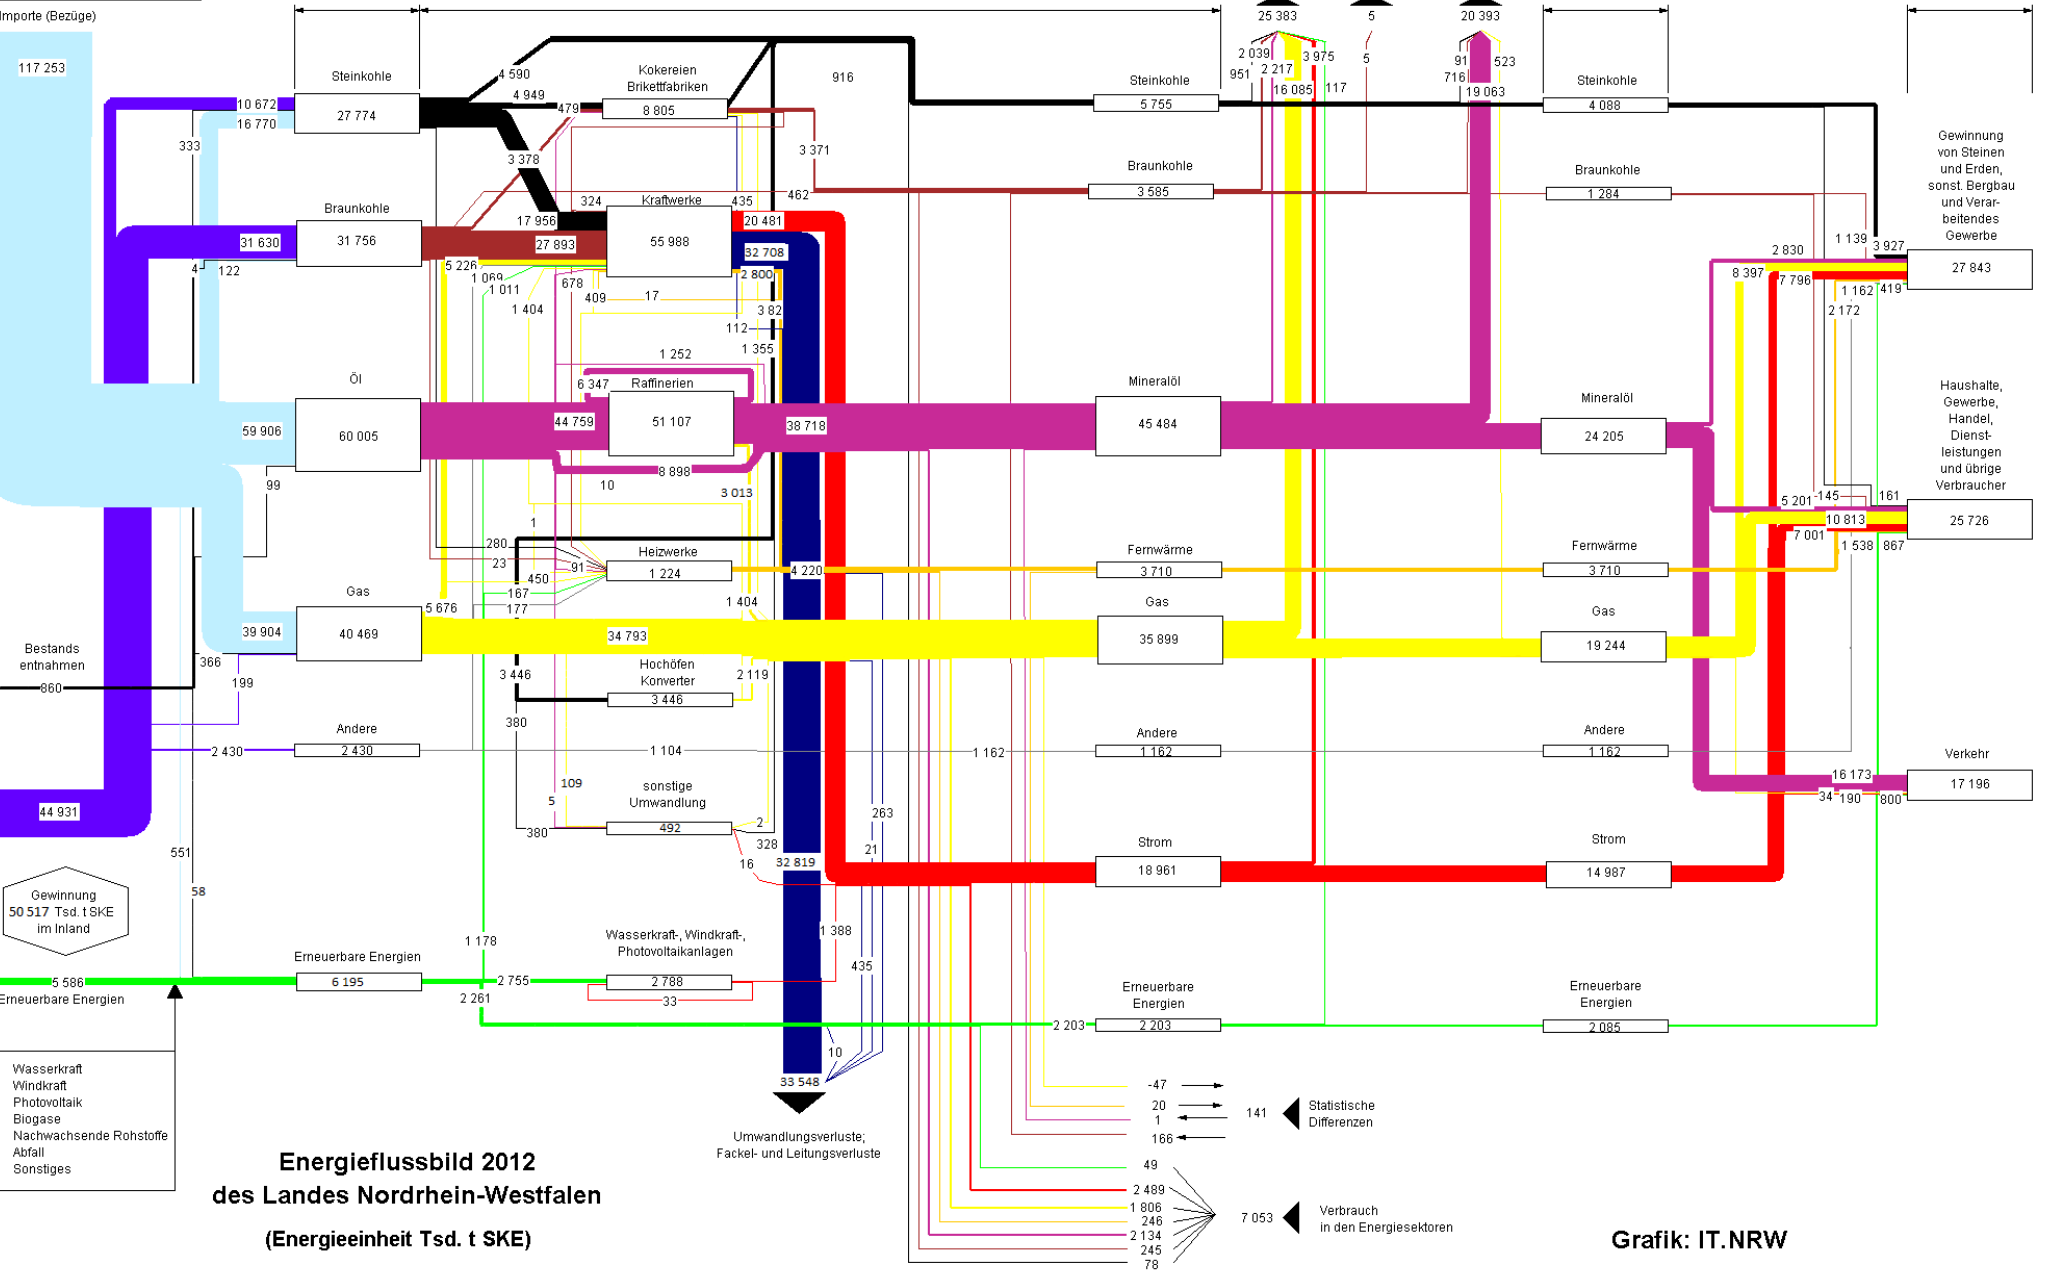 Importe (Bezüge)
25 383
5
20 393
117 253
Steinkohle
27 774
10 672
16 770
333
4 590
4 949
479
3 378
Kokereien
Brikettfabriken
8 805
916
3 371
462
Steinkohle
5 755
2 039
951
2 217
16 085
3 975
117
5
91
716
19 063
523
Steinkohle
4 088
Braunkohle
31 756
31 630
4
122
17 956
324
27 893
Kraftwerke
55 988
435
20 481
32 708
2 800
Braunkohle
3 585
Braunkohle
1 284
Gewinnung
von Steinen
und Erden,
sonst. Bergbau
und Verar-
beitendes
Gewerbe
27 843
1 139
3 927
2 830
8 397
7 796
1 162
419
2 172
5 226
1 069
1 011
1 404
678
409
17
3 82
112
1 355
1 252
Öl
60 005
59 906
99
6 347
Raffinerien
51 107
44 759
38 718
8 898
10
3 013
1
Mineralöl
45 484
Mineralöl
24 205
Haushalte,
Gewerbe,
Handel,
Dienst-
leistungen
und übrige
Verbraucher
25 726
5 201
145
161
10 813
7 001
1 538
867
280
23
91
450
167
177
Heizwerke
1 224
4 220
Fernwärme
3 710
Fernwärme
3 710
Gas
40 469
39 904
366
199
5 676
34 793
1 404
Gas
35 899
Gas
19 244
Bestands
entnahmen
860
3 446
Hochöfen
Konverter
3 446
2 119
380
Andere
2 430
2 430
1 104
1 162
Andere
1 162
Andere
1 162
Verkehr
17 196
16 173
34
190
800
44 931
109
5
380
sonstige
Umwandlung
492
2
328
16
263
21
32 819
551
58
Strom
18 961
Strom
14 987
Gewinnung
50 517 Tsd. t SKE
im Inland
5 586
Erneuerbare Energien
Erneuerbare Energien
6 195
1 178
2 755
2 261
Wasserkraft-, Windkraft-,
Photovoltaikanlagen
2 788
33
1 388
435
10
33 548
2 203
Erneuerbare
Energien
2 203
Erneuerbare
Energien
2 085
Wasserkraft
Windkraft
Photovoltaik
Biogase
Nachwachsende Rohstoffe
Abfall
Sonstiges
Umwandlungsverluste;
Fackel- und Leitungsverluste
-47
20
1
166
141
Statistische
Differenzen
49
2 489
1 806
246
2 134
245
78
7 053
Verbrauch
in den Energiesektoren
Energieflussbild 2012
des Landes Nordrhein-Westfalen
(Energieeinheit Tsd. t SKE)
Grafik: IT.NRW